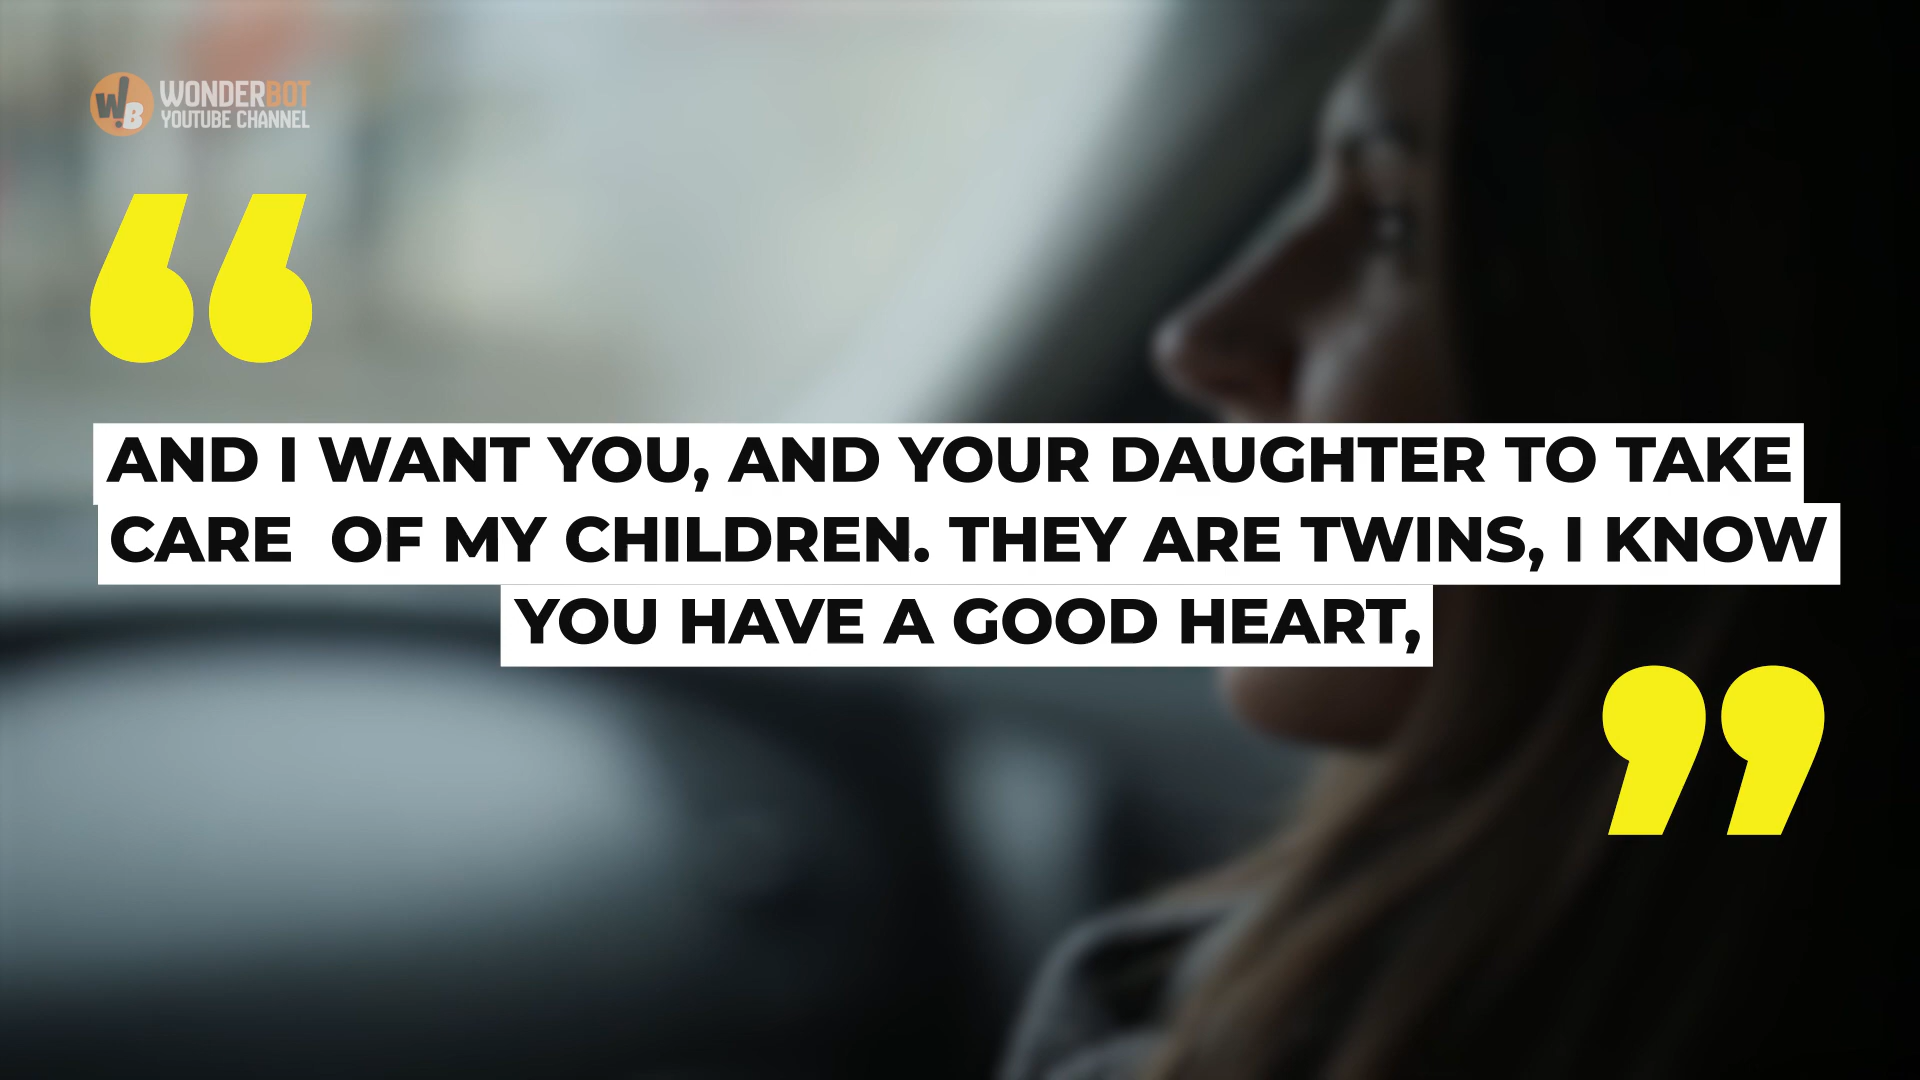 WONDERBOT
YOUTUBE CHANNEL
“
AND I WANT YOU, AND YOUR DAUGHTER TO TAKE
CARE  OF MY CHILDREN. THEY ARE TWINS, I KNOW
YOU HAVE A GOOD HEART,
”